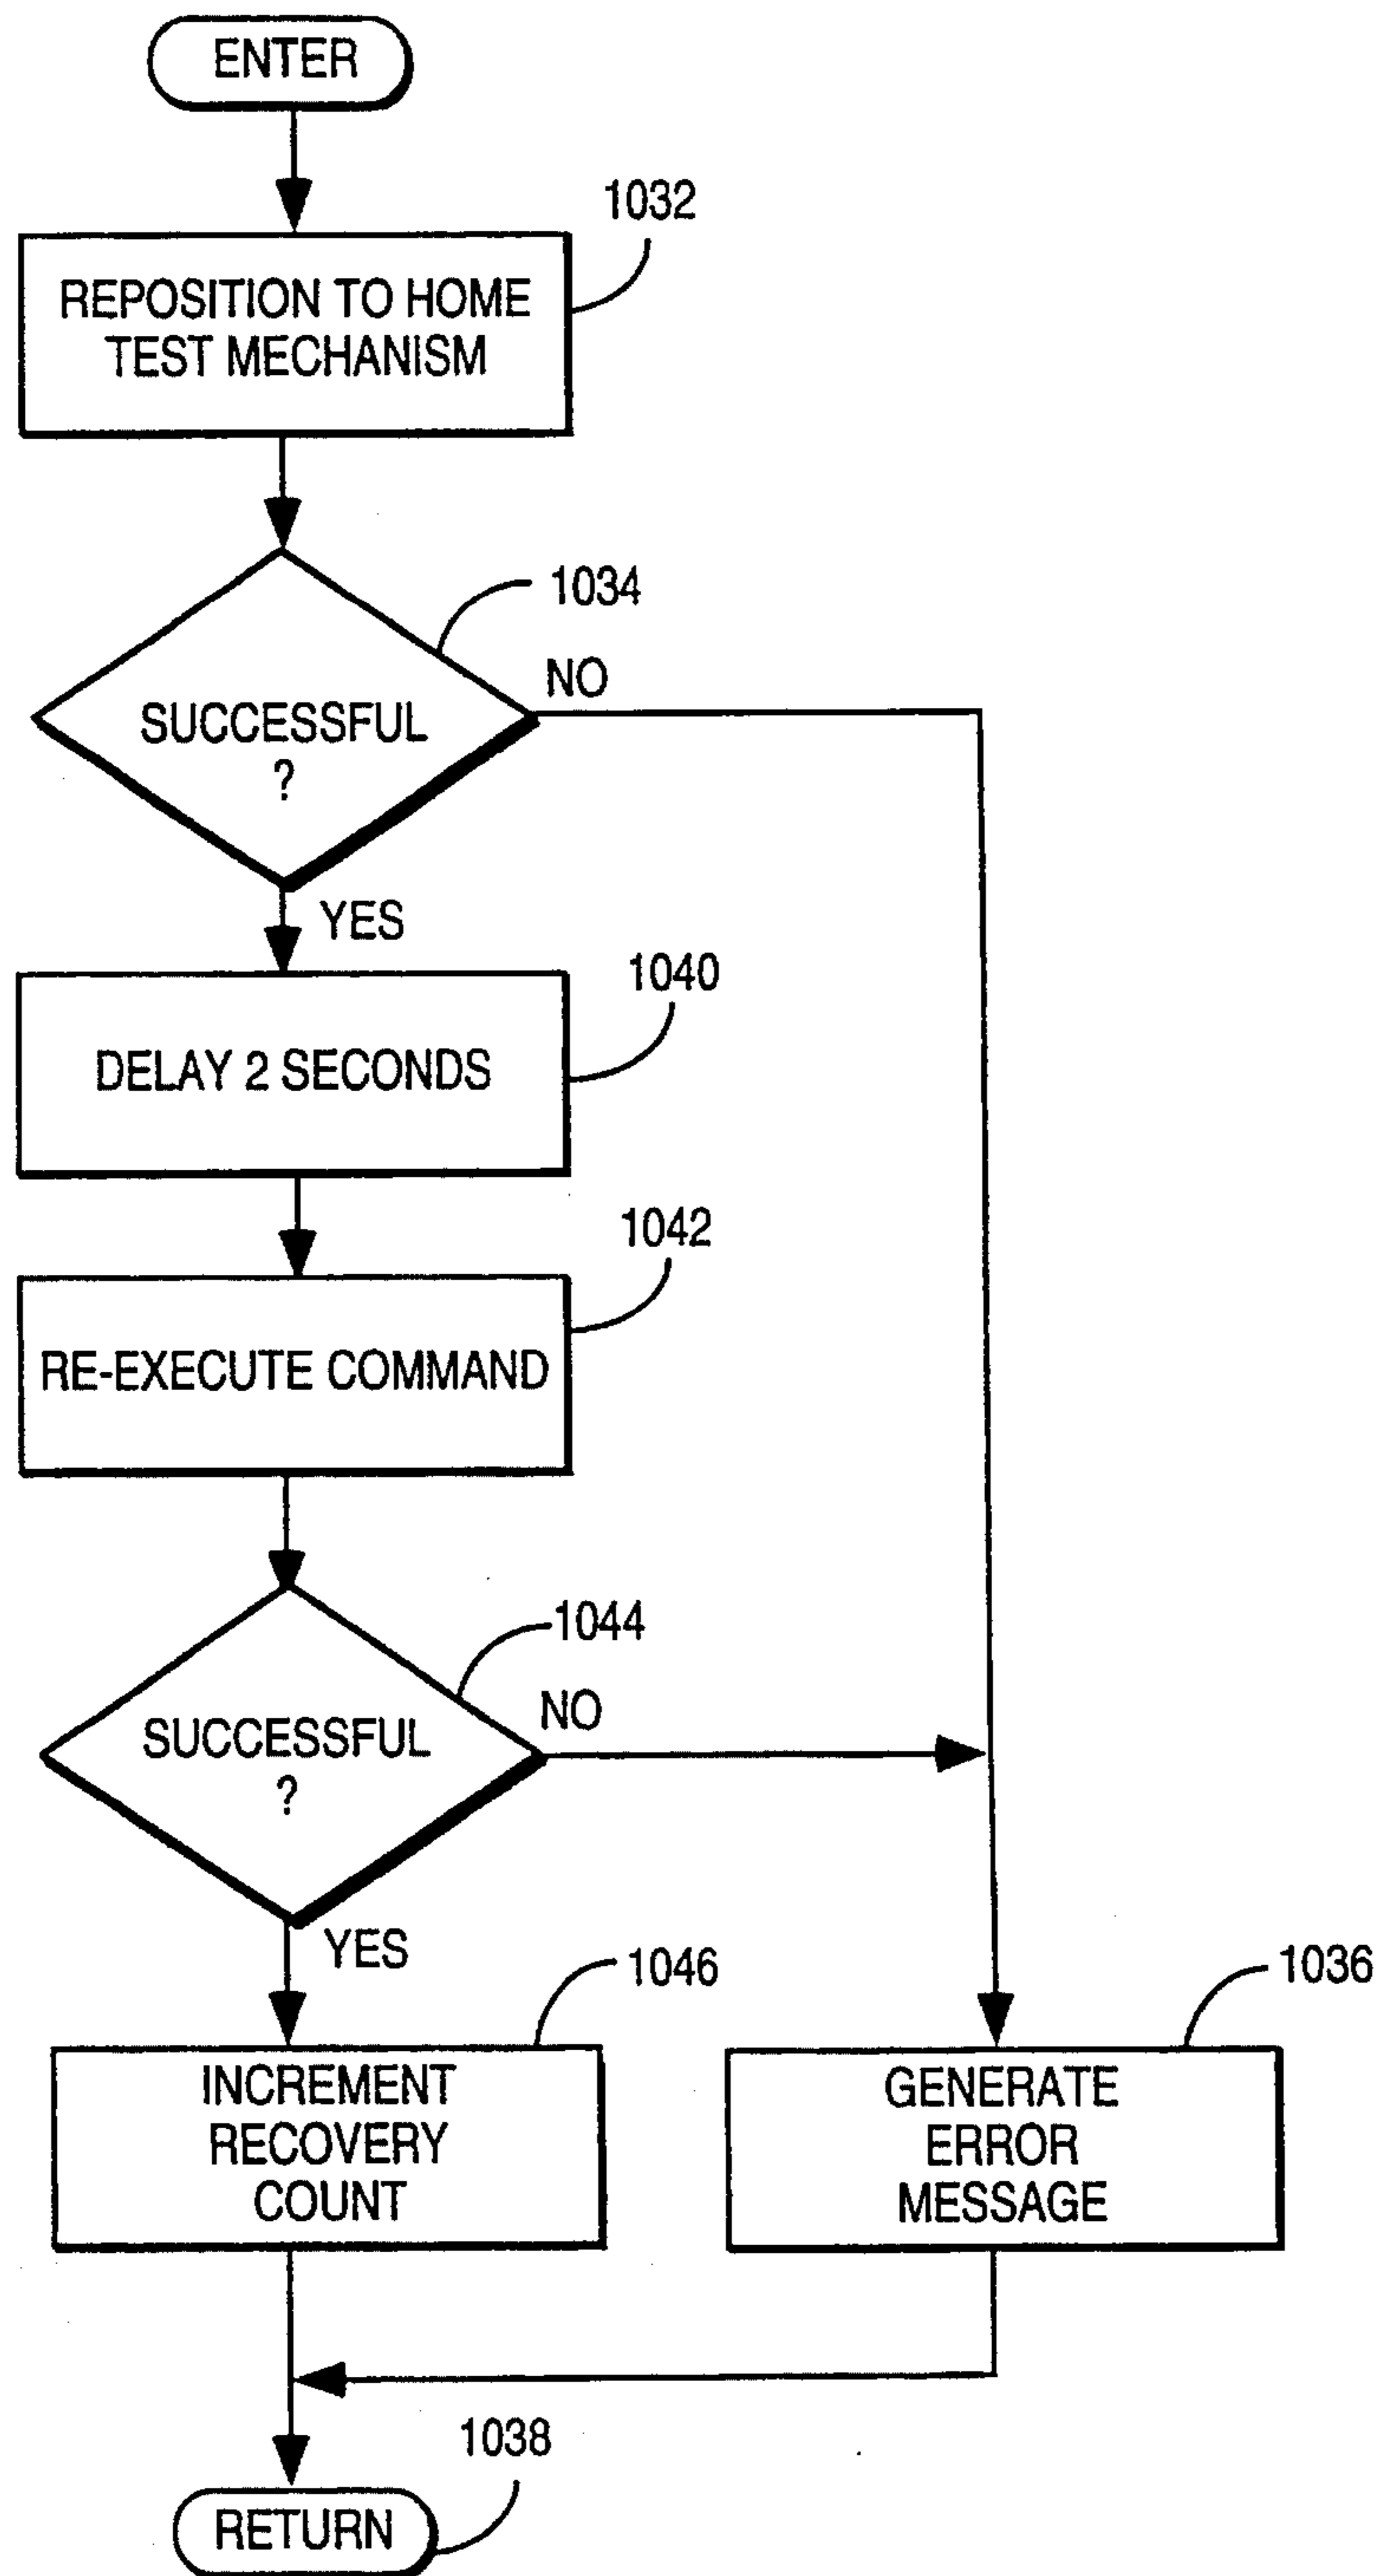 ENTER
1032
REPOSITION TO HOME
TEST MECHANISM
1034
NO
SUCCESSFUL
?
YES
1040
DELAY 2 SECONDS
1042
RE-EXECUTE COMMAND
1044
NO
SUCCESSFUL
?
YES
1046
1036
INCREMENT
RECOVERY
COUNT
GENERATE
ERROR
MESSAGE
1038
RETURN